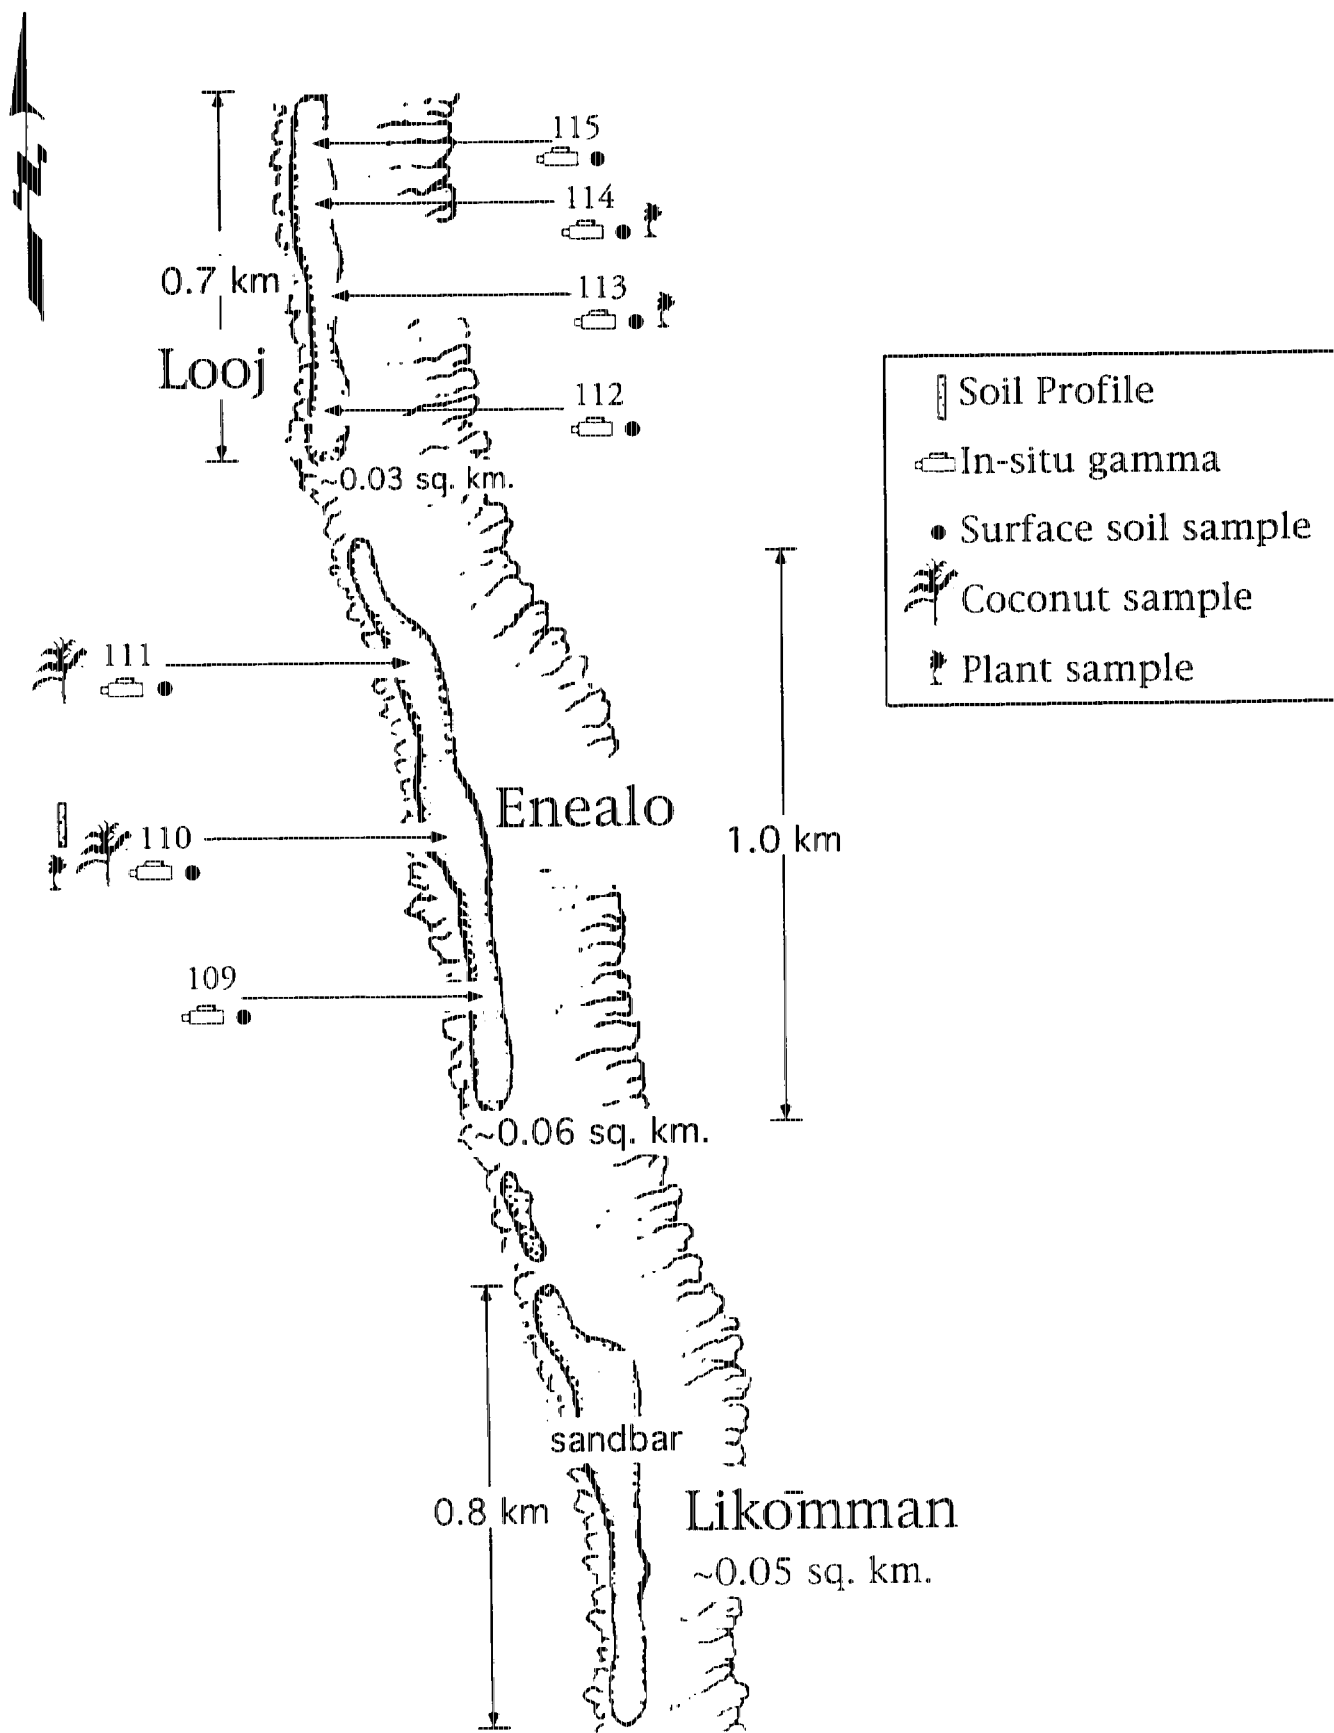 115
114
0.7 km
113
Looj
112
~0.03 sq. km.
Soil Profile
In-situ gamma
Surface soil sample
Coconut sample
Plant sample
111
Enealo
110
1.0 km
109
~0.06 sq. km.
sandbar
0.8 km
Liko̅mman
~0.05 sq. km.